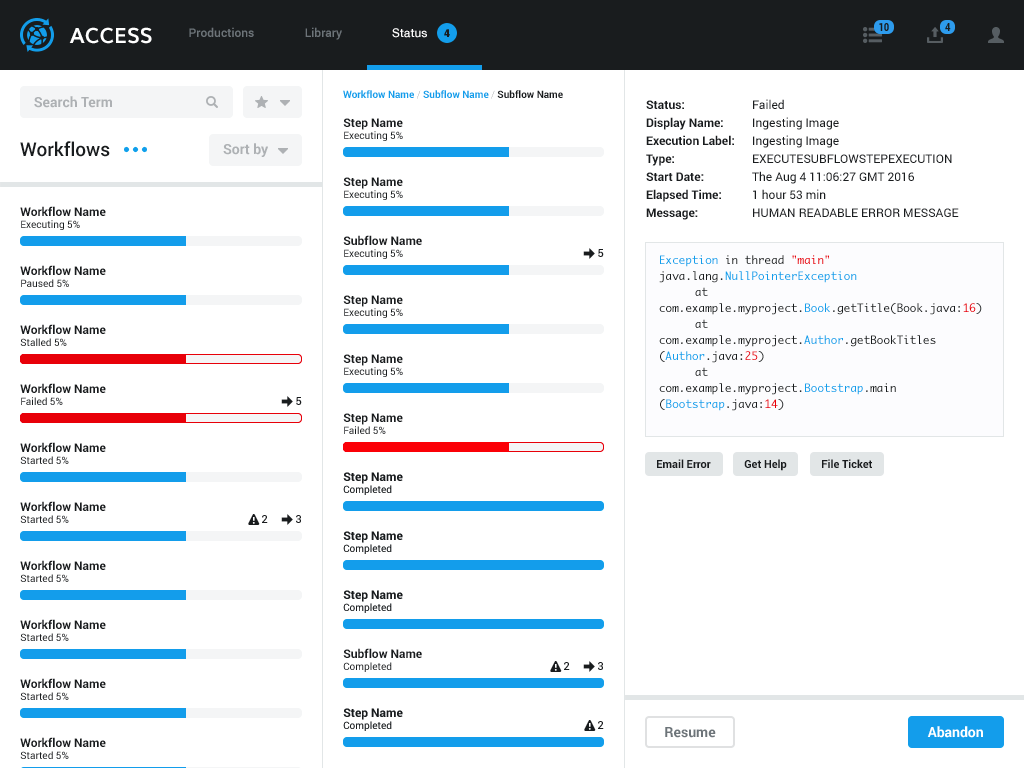 ACCESS
Productions
Library
Status 4
10
4
Search Term
Workflows
Sort by
Workflow Name
Executing 5%
Workflow Name
Paused 5%
Workflow Name
Stalled 5%
Workflow Name
Failed 5% 5
Workflow Name
Started 5%
Workflow Name
Started 5% 2 3
Workflow Name
Started 5%
Workflow Name
Started 5%
Workflow Name
Started 5%
Workflow Name
Started 5%
Workflow Name / Subflow Name / Subflow Name
Step Name
Executing 5%
Step Name
Executing 5%
Subflow Name
Executing 5% 5
Step Name
Executing 5%
Step Name
Executing 5%
Step Name
Failed 5%
Step Name
Completed
Step Name
Completed
Step Name
Completed
Subflow Name
Completed 2 3
Step Name
Completed 2
Status: Failed
Display Name: Ingesting Image
Execution Label: Ingesting Image
Type: EXECUTESUBFLOWSTEPEXECUTION
Start Date: The Aug 4 11:06:27 GMT 2016
Elapsed Time: 1 hour 53 min
Message: HUMAN READABLE ERROR MESSAGE
Exception in thread "main"
java.lang.NullPointerException
at
com.example.myproject.Book.getTitle(Book.java:16)
at
com.example.myproject.Author.getBookTitles
(Author.java:25)
at
com.example.myproject.Bootstrap.main
(Bootstrap.java:14)
Email Error
Get Help
File Ticket
Resume
Abandon